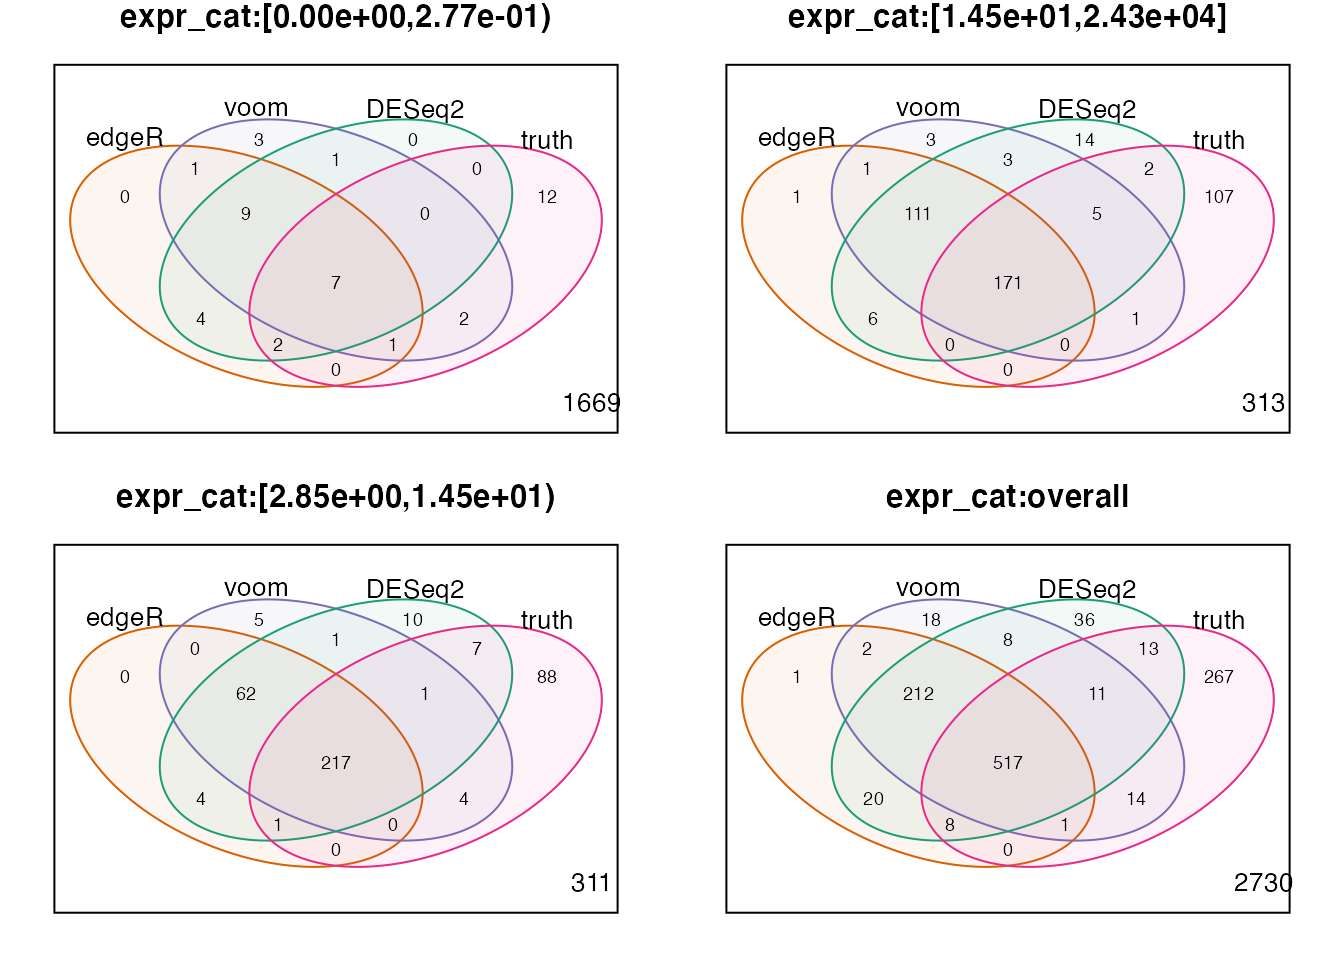 expr_cat:[0.00e+00,2.77e-01)
edgeR voom DESeq2 truth
3 0
1 1 0
0 12
9 0
7
4 2
2 1
0
1669
expr_cat:[1.45e+01,2.43e+04]
edgeR voom DESeq2 truth
3 14
1 3 2
1 107
111 5
171
6 1
0 0
0
313
expr_cat:[2.85e+00,1.45e+01)
edgeR voom DESeq2 truth
5 10
0 1 7
0 88
62 1
217
4 4
1 0
0
311
expr_cat:overall
edgeR voom DESeq2 truth
18 36
2 8 13
1 267
212 11
517
20 14
8 1
0
2730